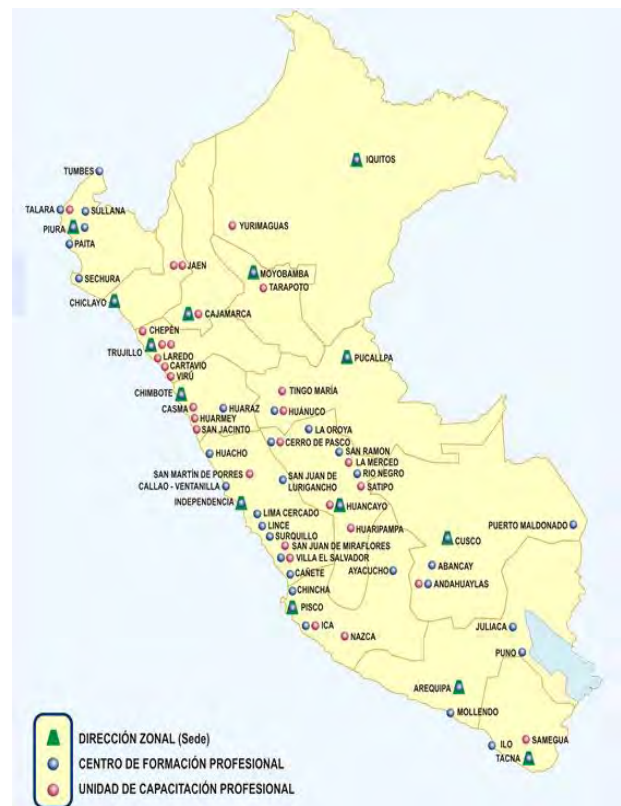 IQUITOS
TUMBES
TALARA
SULLANA
PIURA
PAITA
YURIMAGUAS
JAEN
MOYOBAMBA
SECHURA
TARAPOTO
CHICLAYO
CAJAMARCA
CHEPÉN
TRUJILLO
LAREDO
PUCALLPA
CARTAVIO
VIRÚ
CHIMBOTE
TINGO MARÍA
CASMA
HUARAZ
HUÁNUCO
HUARMEY
SAN JACINTO
LA OROYA
CERRO DE PASCO
HUACHO
SAN RAMON
LA MERCED
SAN MARTÍN DE PORRES
RIO NEGRO
CALLAO - VENTANILLA
SAN JUAN DE
LURIGANCHO
SATIPO
INDEPENDENCIA
HUANCAYO
LIMA CERCADO
LINCE
HUARIPAMPA
PUERTO MALDONADO
SURQUILLO
CUSCO
SAN JUAN DE MIRAFLORES
VILLA EL SALVADOR
ABANCAY
CAÑETE
AYACUCHO
ANDAHUAYLAS
CHINCHA
PISCO
ICA
JULIACA
NAZCA
PUNO
AREQUIPA
MOLLENDO
SAMEGUA
ILO
TACNA
DIRECCIÓN ZONAL (Sede)
CENTRO DE FORMACIÓN PROFESIONAL
UNIDAD DE CAPACITACIÓN PROFESIONAL